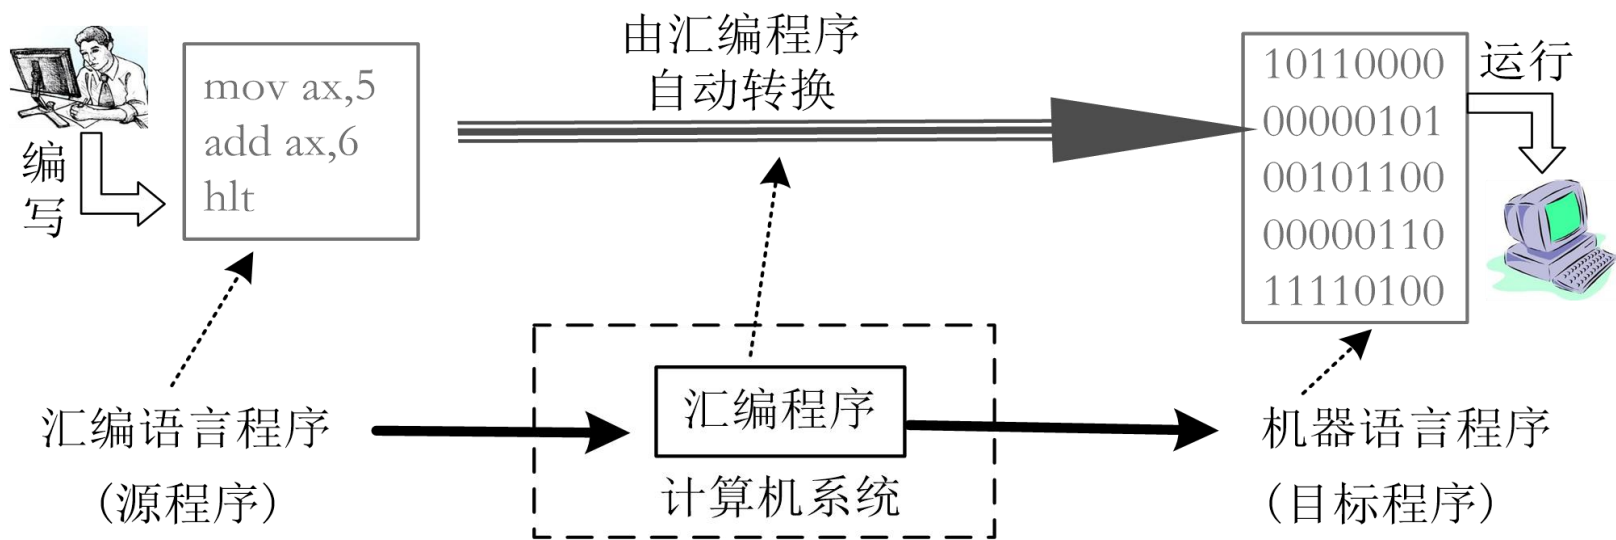 编写
mov ax,5
add ax,6
hlt
由汇编程序
自动转换
10110000
00000101
00101100
00000110
11110100
运行
汇编语言程序
(源程序)
汇编程序
计算机系统
机器语言程序
(目标程序)